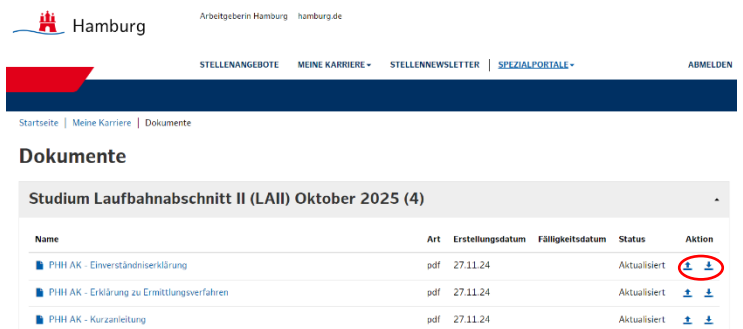 Hamburg
Arbeitgeberin Hamburg hamburg.de
STELLENANGEBOTE MEINE KARRIERE STELLENNEWSLETTER | SPEZIALPORTALE ABMELDEN
Startseite | Meine Karriere | Dokumente
Dokumente
Studium Laufbahnabschnitt II (LAII) Oktober 2025 (4)
Name Art Erstellungsdatum Fälligkeitsdatum Status Aktion
PHH AK - Einverständniserklärung pdf 27.11.24 Aktualisiert
PHH AK - Erklärung zu Ermittlungsverfahren pdf 27.11.24 Aktualisiert
PHH AK - Kurzanleitung pdf 27.11.24 Aktualisiert